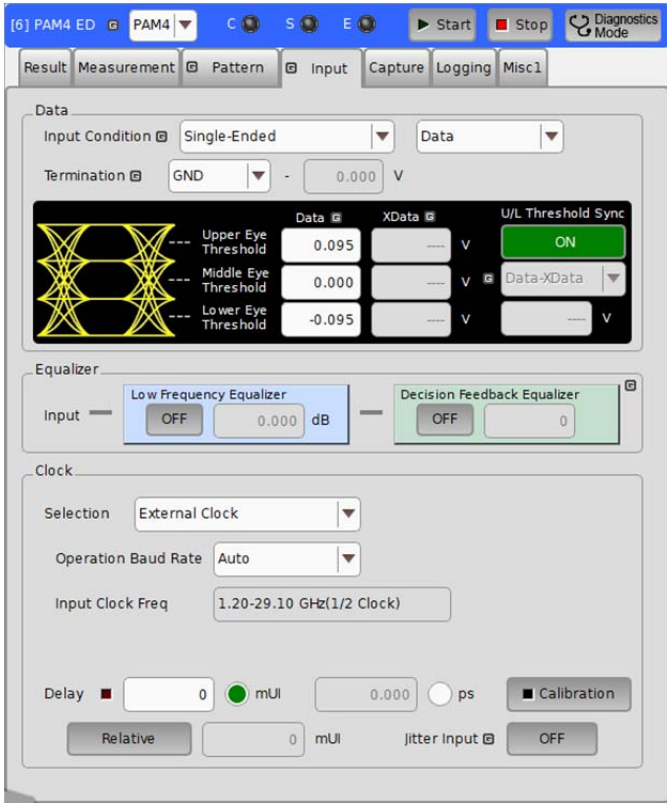 [6] PAM4 ED G PAM4 C S E Start Stop Diagnostics Mode
Result Measurement G Pattern G Input Capture Logging Misc1
Data
Input Condition G Single-Ended Data
Termination G GND - 0.000 V
Data G XData G U/L Threshold Sync
Upper Eye Threshold 0.095 ---- V ON
Middle Eye Threshold 0.000 ---- V G Data-XData
Lower Eye Threshold -0.095 ---- V ---- V
Equalizer
G
Low Frequency Equalizer Decision Feedback Equalizer
Input OFF 0.000 dB OFF 0
Clock
Selection External Clock
Operation Baud Rate Auto
Input Clock Freq 1.20-29.10 GHz(1/2 Clock)
Delay 0 mUI 0.000 ps Calibration
Relative 0 mUI Jitter Input G OFF